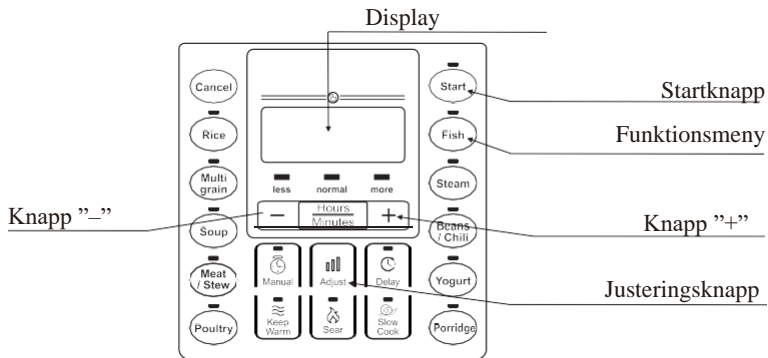 Display
Cancel
Start
Startknapp
Rice
Fish
Funktionsmeny
Multi
grain
less normal more
Steam
Knapp ”–”
Soup
– Hours
Minutes +
Beans
/ Chili
Knapp ”+”
Meat
/ Stew
Manual Adjust Delay
Yogurt
Justeringsknapp
Poultry
Keep
Warm
Sear
Slow
Cook
Porridge